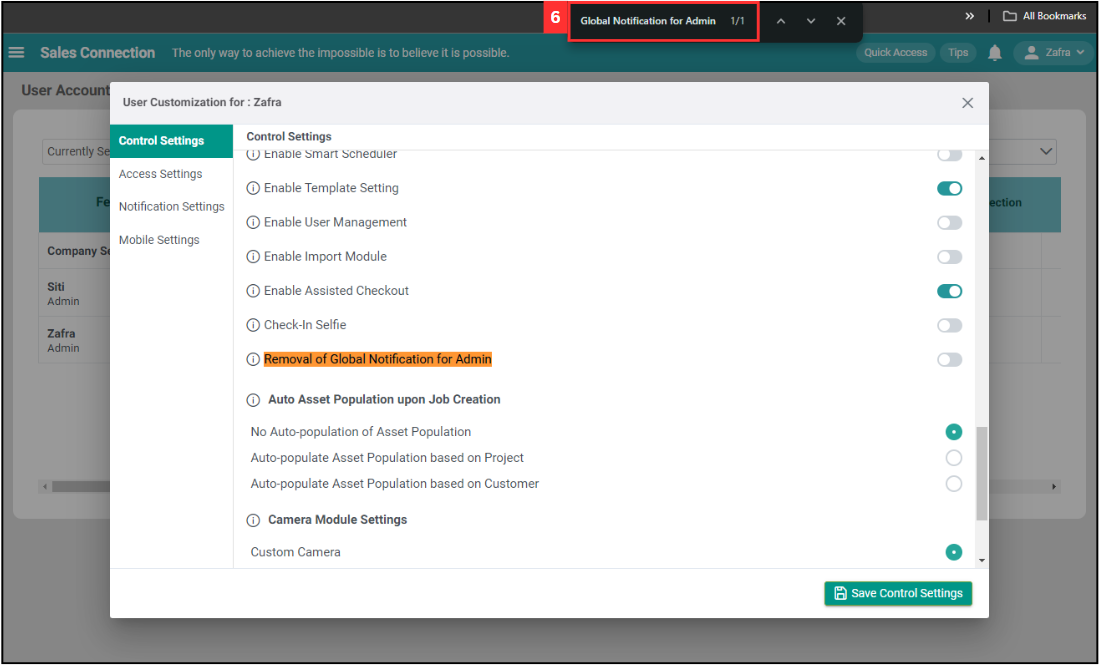 6
Global Notification for Admin 1/1
All Bookmarks
Sales Connection
The only way to achieve the impossible is to believe it is possible.
Quick Access
Tips
Zafra
User Account
User Customization for : Zafra
Control Settings
Access Settings
Notification Settings
Mobile Settings
Control Settings
Enable Smart Scheduler
Enable Template Setting
Enable User Management
Enable Import Module
Enable Assisted Checkout
Check-In Selfie
Removal of Global Notification for Admin
Auto Asset Population upon Job Creation
No Auto-population of Asset Population
Auto-populate Asset Population based on Project
Auto-populate Asset Population based on Customer
Camera Module Settings
Custom Camera
Save Control Settings
Currently Se
Fe
ection
Company Se
Siti
Admin
Zafra
Admin